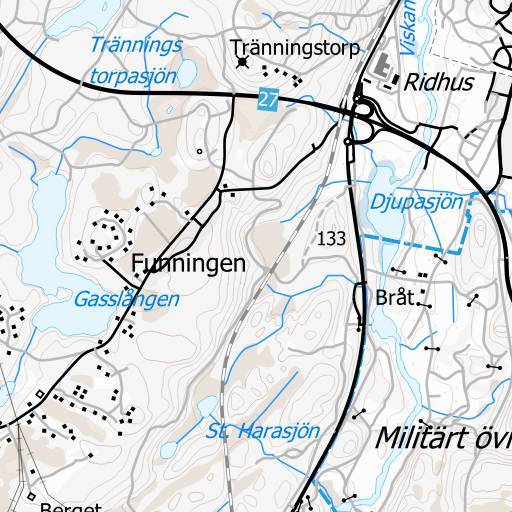 Viskan
Trännings
torpasjön
Tränningstorp
Ridhus
27
Djupasjön
133
Funningen
Gasslången
Bråt
St. Harasjön
Militärt öv
Berget